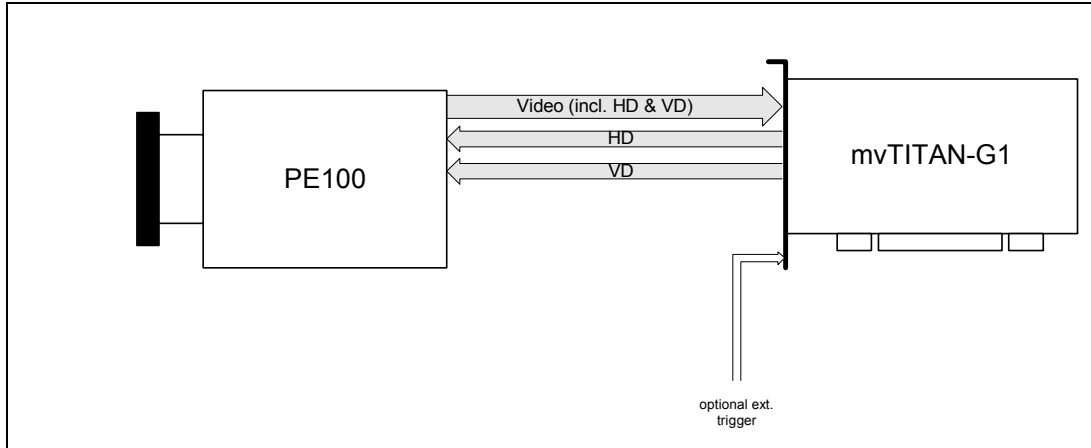 Video (incl. HD & VD)
HD
VD
PE100
mvTITAN-G1
optional ext.
trigger